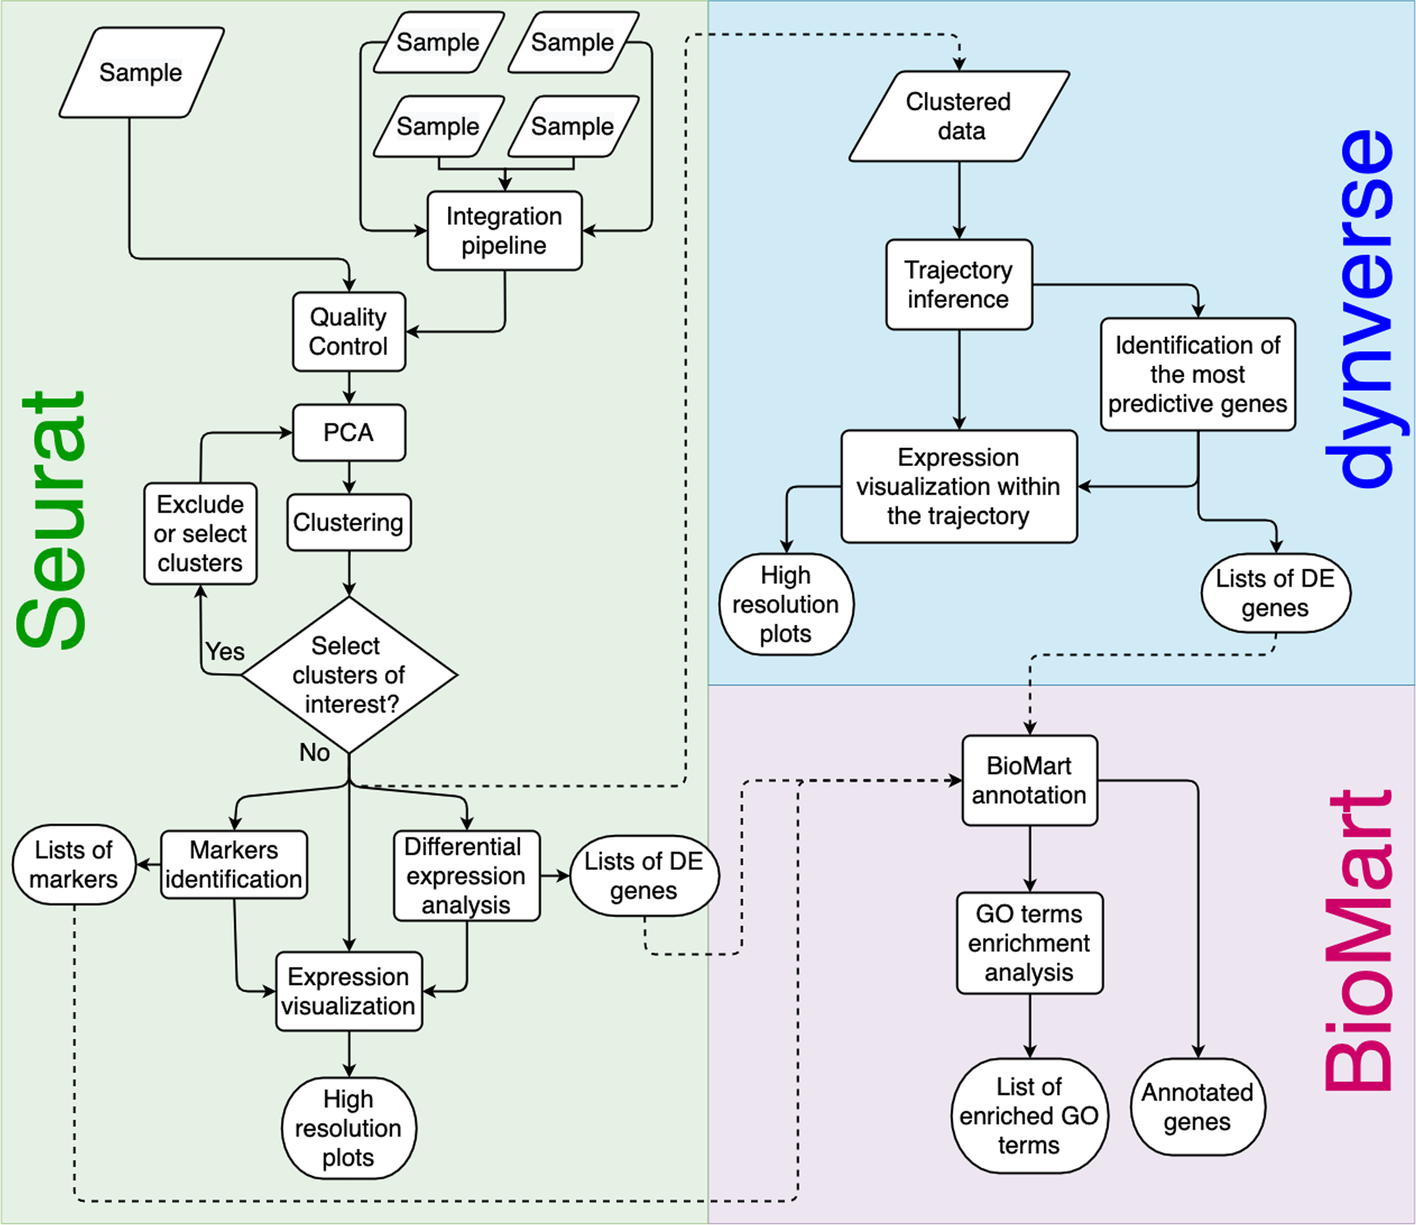 Sample
Sample
Sample
Sample
Sample
Integration
pipeline
Quality
Control
PCA
Clustering
Exclude
or select
clusters
Select
clusters of
interest?
Yes
No
Markers
identification
Lists of
markers
Differential
expression
analysis
Lists of DE
genes
Expression
visualization
High
resolution
plots
Seurat
Clustered
data
Trajectory
inference
Identification of
the most
predictive genes
Expression
visualization within
the trajectory
High
resolution
plots
Lists of DE
genes
dynverse
BioMart
annotation
GO terms
enrichment
analysis
List of
enriched GO
terms
Annotated
genes
BioMart